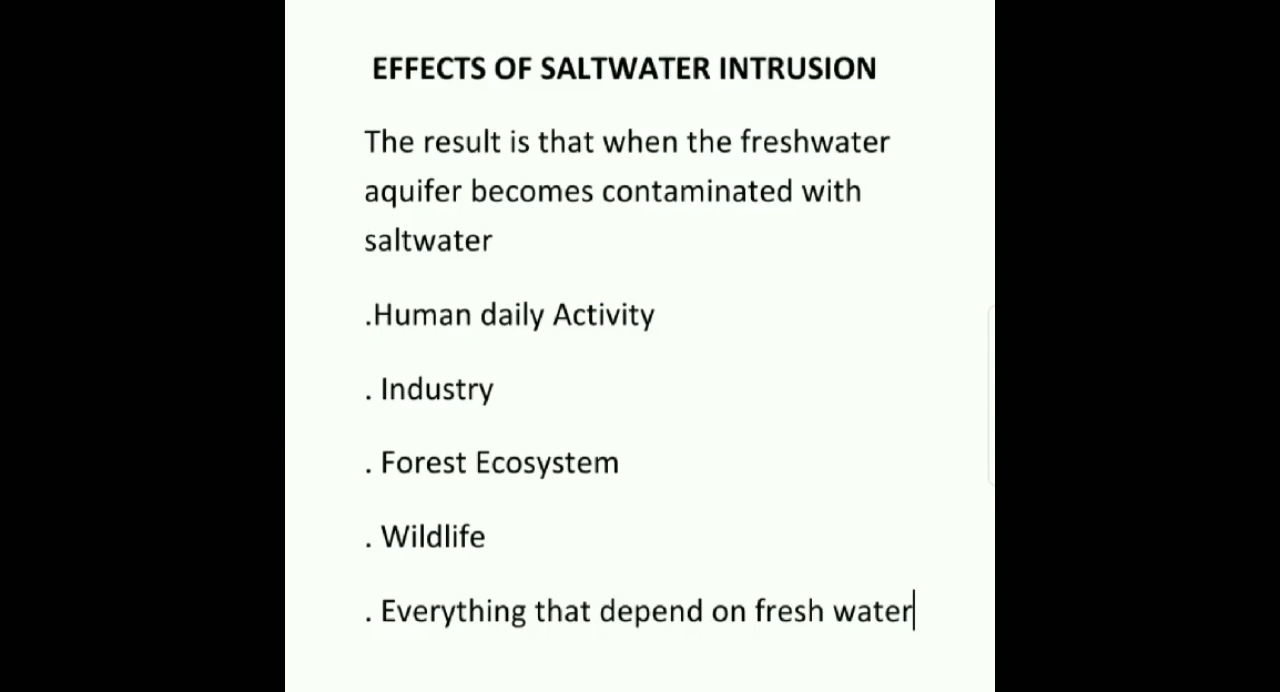 EFFECTS OF SALTWATER INTRUSION
The result is that when the freshwater
aquifer becomes contaminated with
saltwater
.Human daily Activity
. Industry
. Forest Ecosystem
. Wildlife
. Everything that depend on fresh water